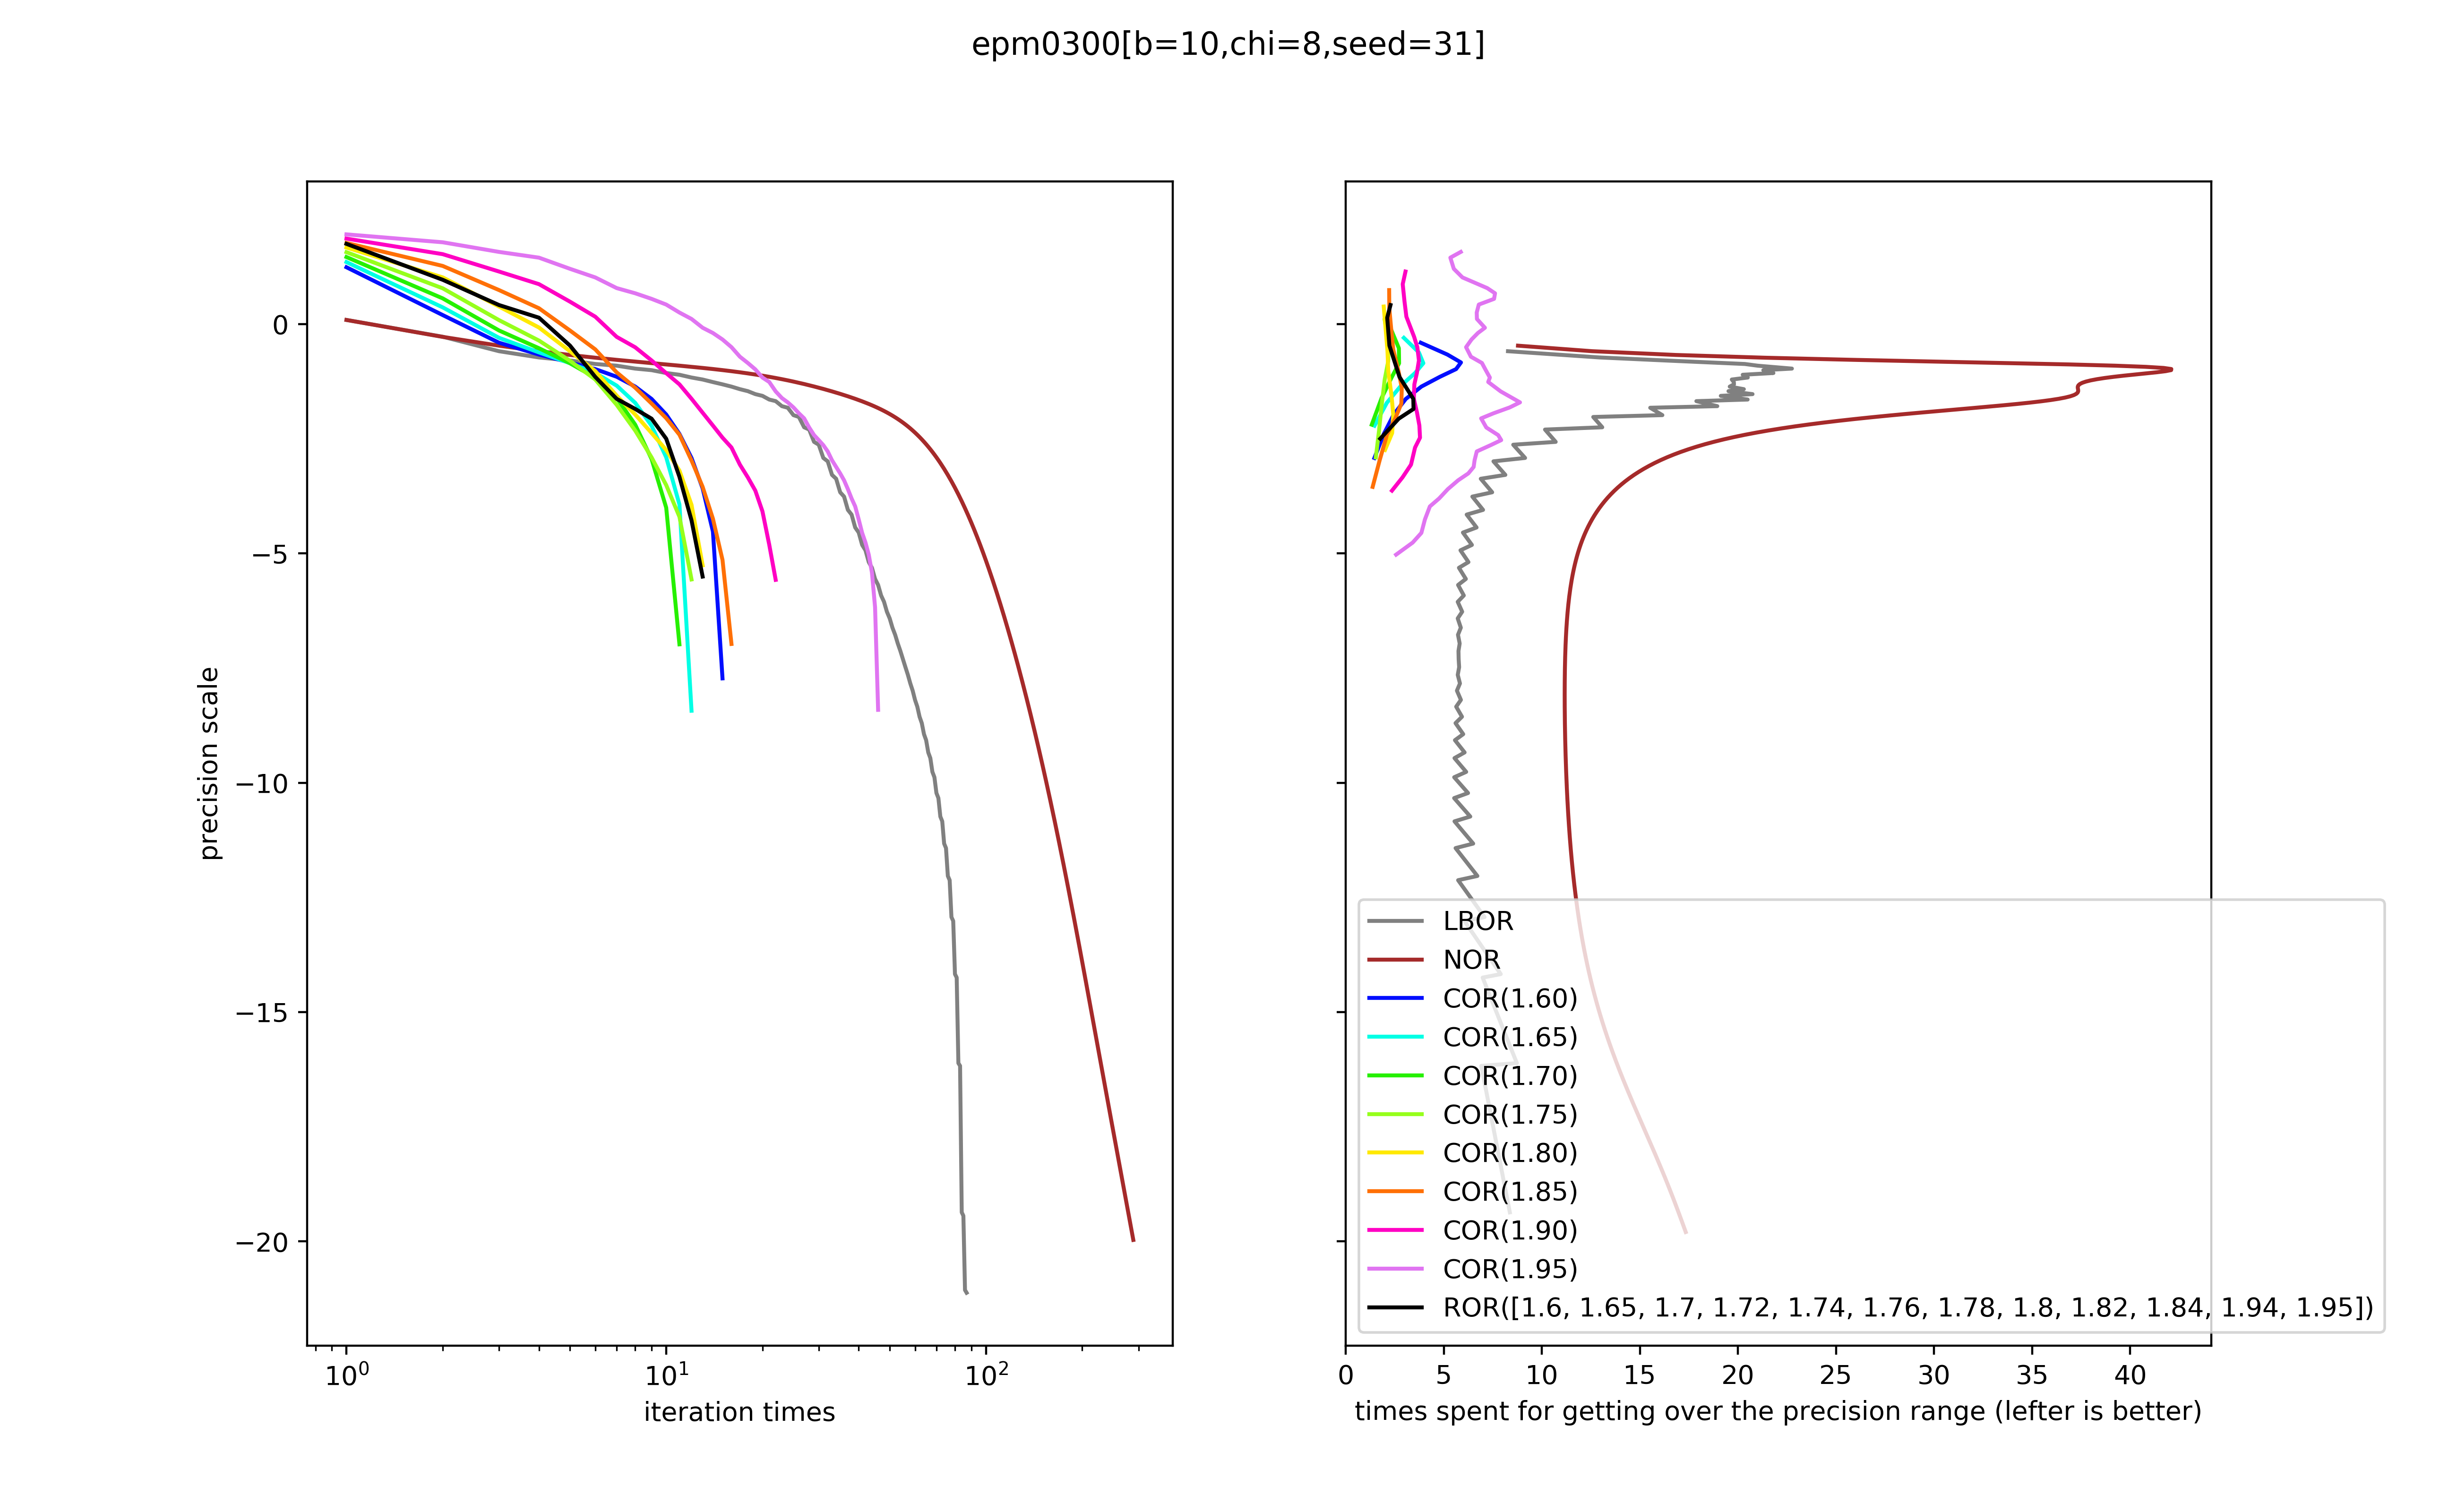 epm0300[b=10,chi=8,seed=31]
precision scale
0
−5
−10
−15
−20
10⁰ 10¹ 10²
iteration times
LBOR
NOR
COR(1.60)
COR(1.65)
COR(1.70)
COR(1.75)
COR(1.80)
COR(1.85)
COR(1.90)
COR(1.95)
ROR([1.6, 1.65, 1.7, 1.72, 1.74, 1.76, 1.78, 1.8, 1.82, 1.84, 1.94, 1.95])
0 5 10 15 20 25 30 35 40
times spent for getting over the precision range (lefter is better)